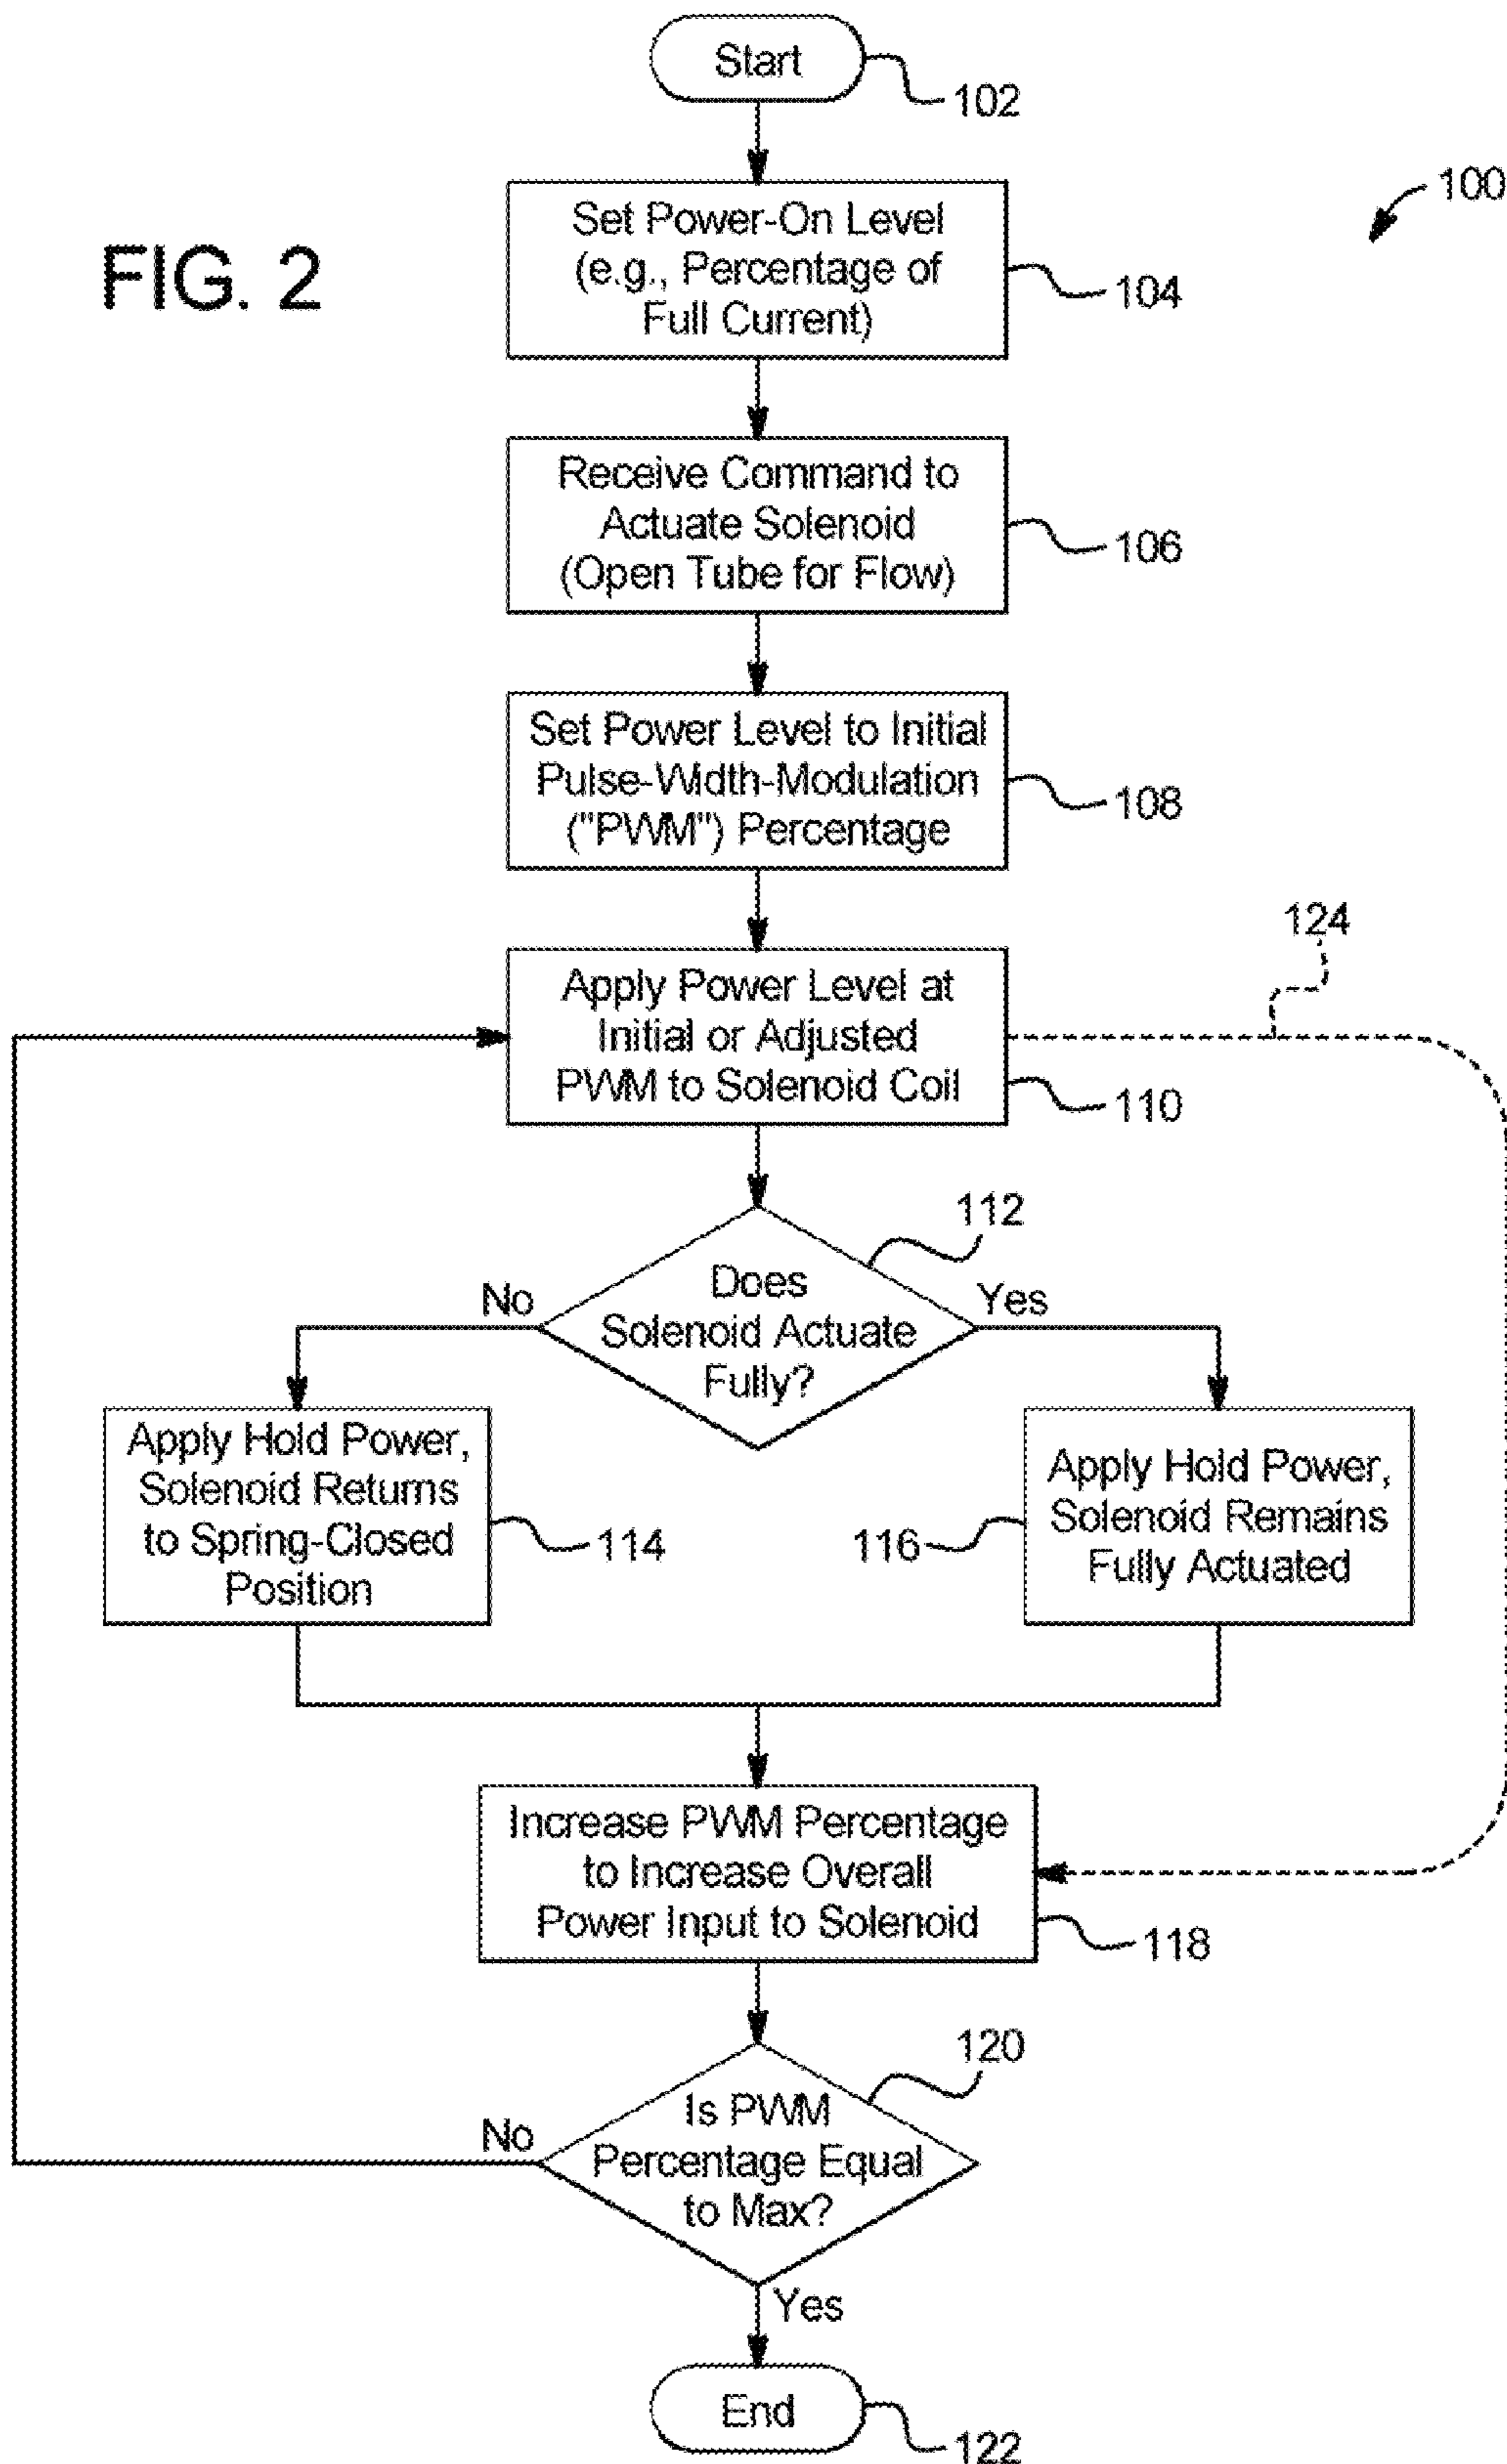 Start
102
100
FIG. 2
Set Power-On Level
(e.g., Percentage of
Full Current)
104
Receive Command to
Actuate Solenoid
(Open Tube for Flow)
106
Set Power Level to Initial
Pulse-Width-Modulation
("PWM") Percentage
108
124
Apply Power Level at
Initial or Adjusted
PWM to Solenoid Coil
110
112
Does
Solenoid Actuate
Fully?
No
Yes
Apply Hold Power,
Solenoid Returns
to Spring-Closed
Position
114
Apply Hold Power,
Solenoid Remains
Fully Actuated
116
Increase PWM Percentage
to Increase Overall
Power Input to Solenoid
118
120
Is PWM
Percentage Equal
to Max?
No
Yes
End
122